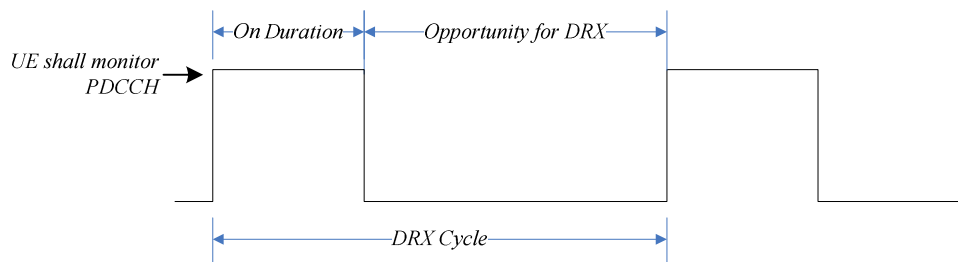 On Duration
Opportunity for DRX
UE shall monitor
PDCCH
DRX Cycle